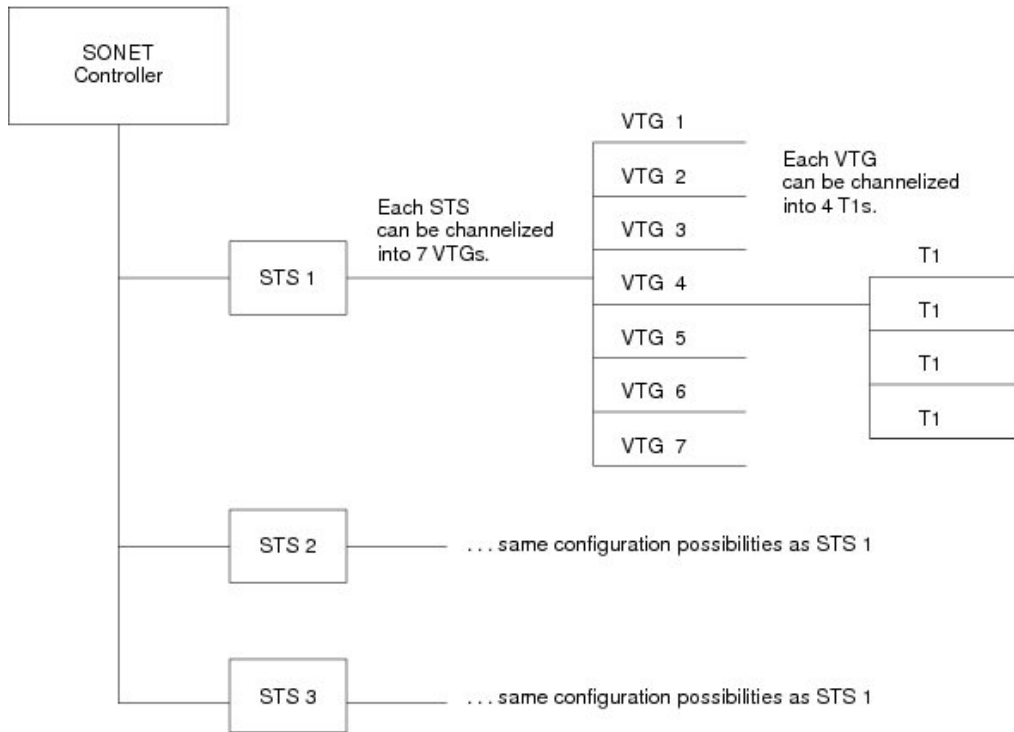 SONET
Controller
VTG 1
VTG 2
VTG 3
VTG 4
VTG 5
VTG 6
VTG 7
Each VTG
can be channelized
into 4 T1s.
Each STS
can be channelized
into 7 VTGs.
STS 1
T1
T1
T1
T1
STS 2
. . . same configuration possibilities as STS 1
STS 3
. . . same configuration possibilities as STS 1